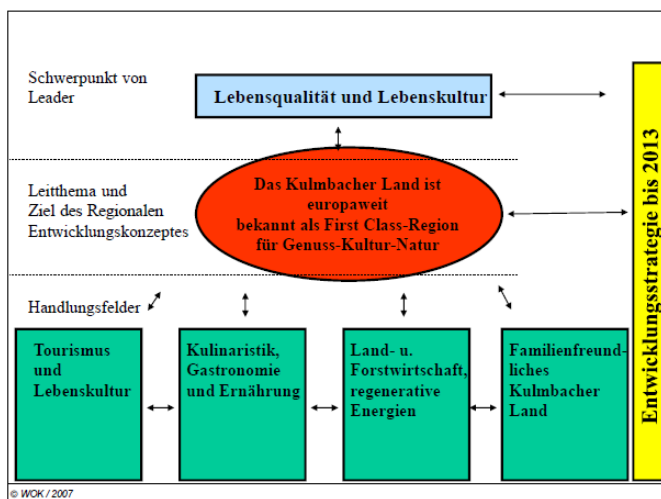 Schwerpunkt von
Leader
Lebensqualität und Lebenskultur
Leitthema und
Ziel des Regionalen
Entwicklungskonzeptes
Das Kulmbacher Land ist
europaweit
bekannt als First Class-Region
für Genuss-Kultur-Natur
Handlungsfelder
Tourismus
und
Lebenskultur
Kulinaristik,
Gastronomie
und Ernährung
Land- u.
Forstwirtschaft,
regenerative
Energien
Familienfreund-
liches
Kulmbacher
Land
Entwicklungsstrategie bis 2013
© WOK / 2007